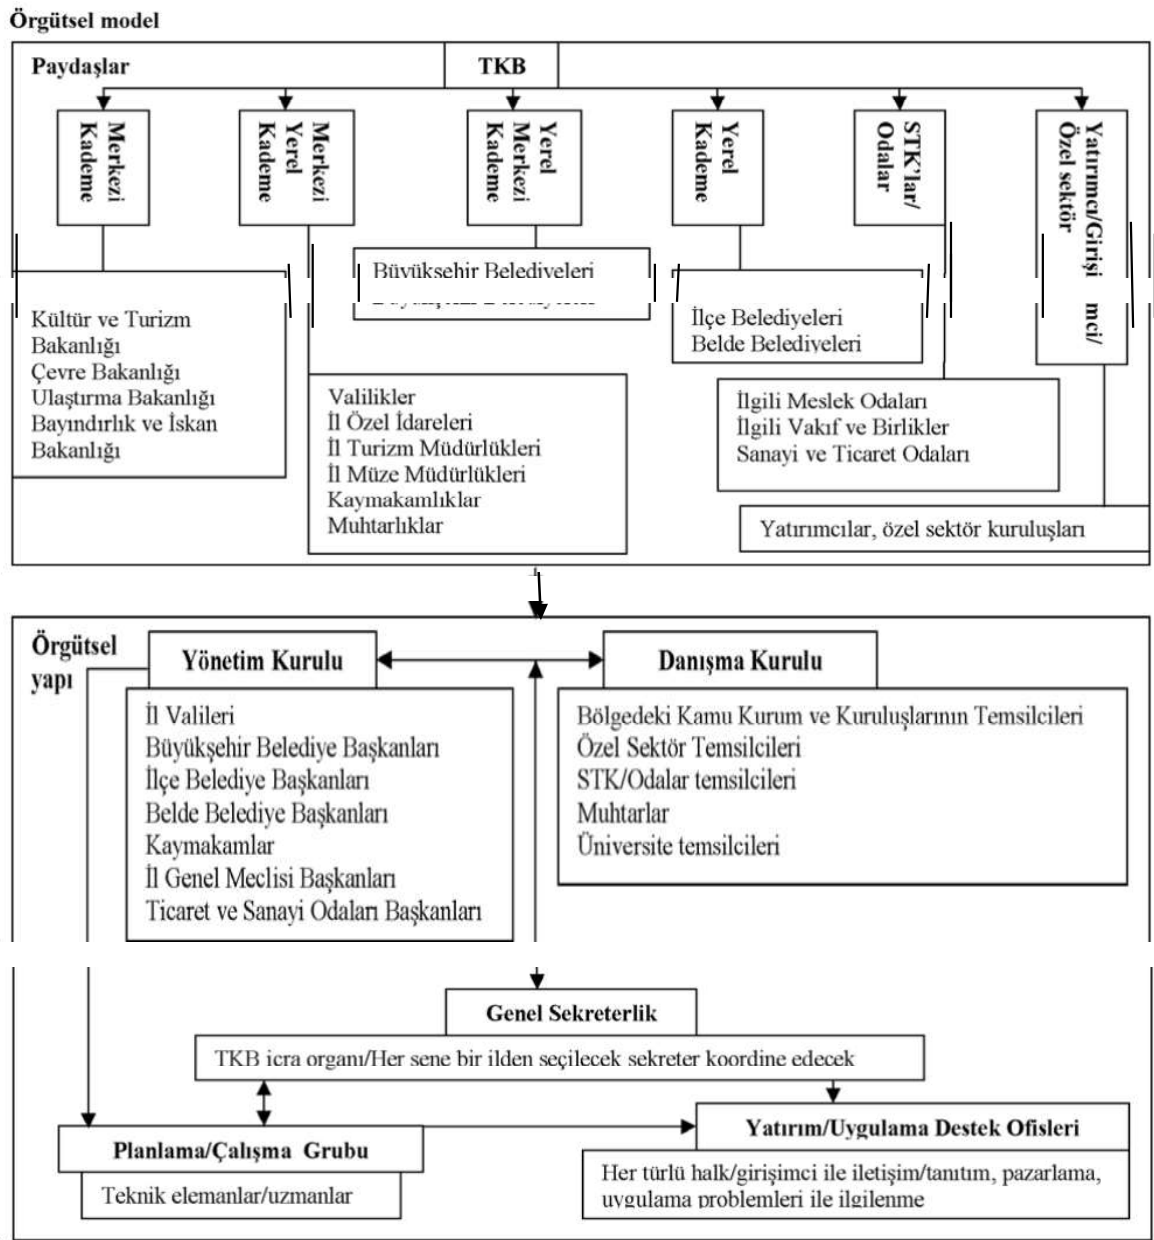 Örgütsel model
Paydaşlar
TKB
Merkezi
Kademe
Merkezi
Yerel
Kademe
Yerel
Merkezi
Kademe
Yerel
Kademe
STK'lar/
Odalar
Yatırımcı/Girişi mci/
Özel sektör
Kültür ve Turizm
Bakanlığı
Çevre Bakanlığı
Ulaştırma Bakanlığı
Bayındırlık ve İskan
Bakanlığı
Valilikler
İl Özel İdareleri
İl Turizm Müdürlükleri
İl Müze Müdürlükleri
Kaymakamlıklar
Muhtarlıklar
Büyükşehir Belediyeleri
İlçe Belediyeleri
Belde Belediyeleri
İlgili Meslek Odaları
İlgili Vakıf ve Birlikler
Sanayi ve Ticaret Odaları
Yatırımcılar, özel sektör kuruluşları
Örgütsel
yapı
Yönetim Kurulu
İl Valileri
Büyükşehir Belediye Başkanları
İlçe Belediye Başkanları
Belde Belediye Başkanları
Kaymakamlar
İl Genel Meclisi Başkanları
Ticaret ve Sanayi Odaları Başkanları
Danışma Kurulu
Bölgedeki Kamu Kurum ve Kuruluşlarının Temsilcileri
Özel Sektör Temsilcileri
STK/Odalar temsilcileri
Muhtarlar
Üniversite temsilcileri
Genel Sekreterlik
TKB icra organı/Her sene bir ilden seçilecek sekreter koordine edecek
Planlama/Çalışma Grubu
Teknik elemanlar/uzmanlar
Yatırım/Uygulama Destek Ofisleri
Her türlü halk/girişimci ile iletişim/tanıtım, pazarlama,
uygulama problemleri ile ilgilenme